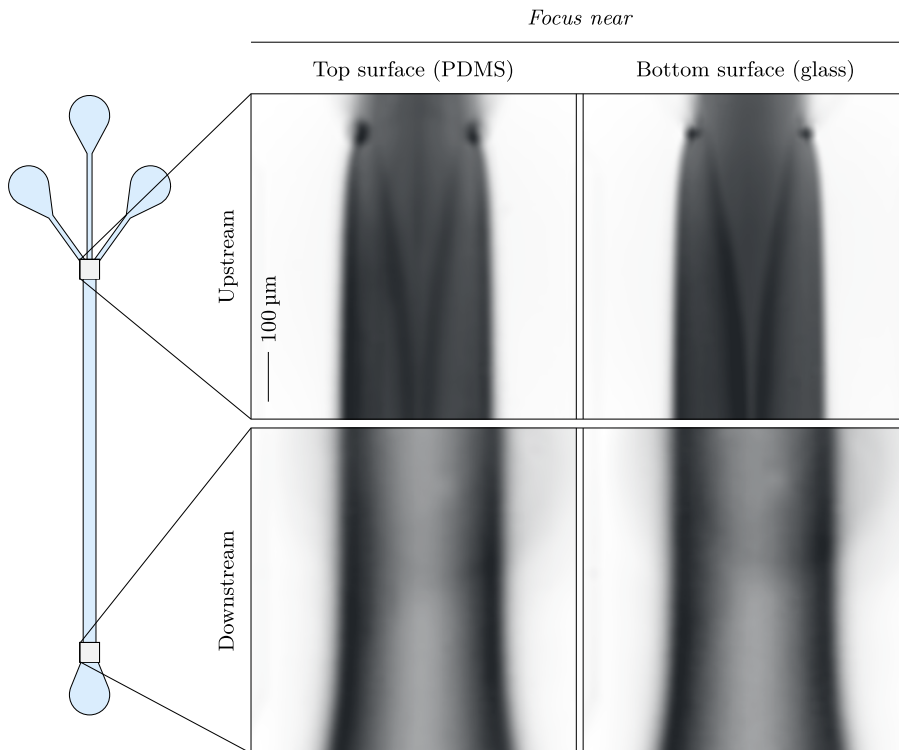 Focus near
Top surface (PDMS)
Bottom surface (glass)
Upstream
100 µm
Downstream